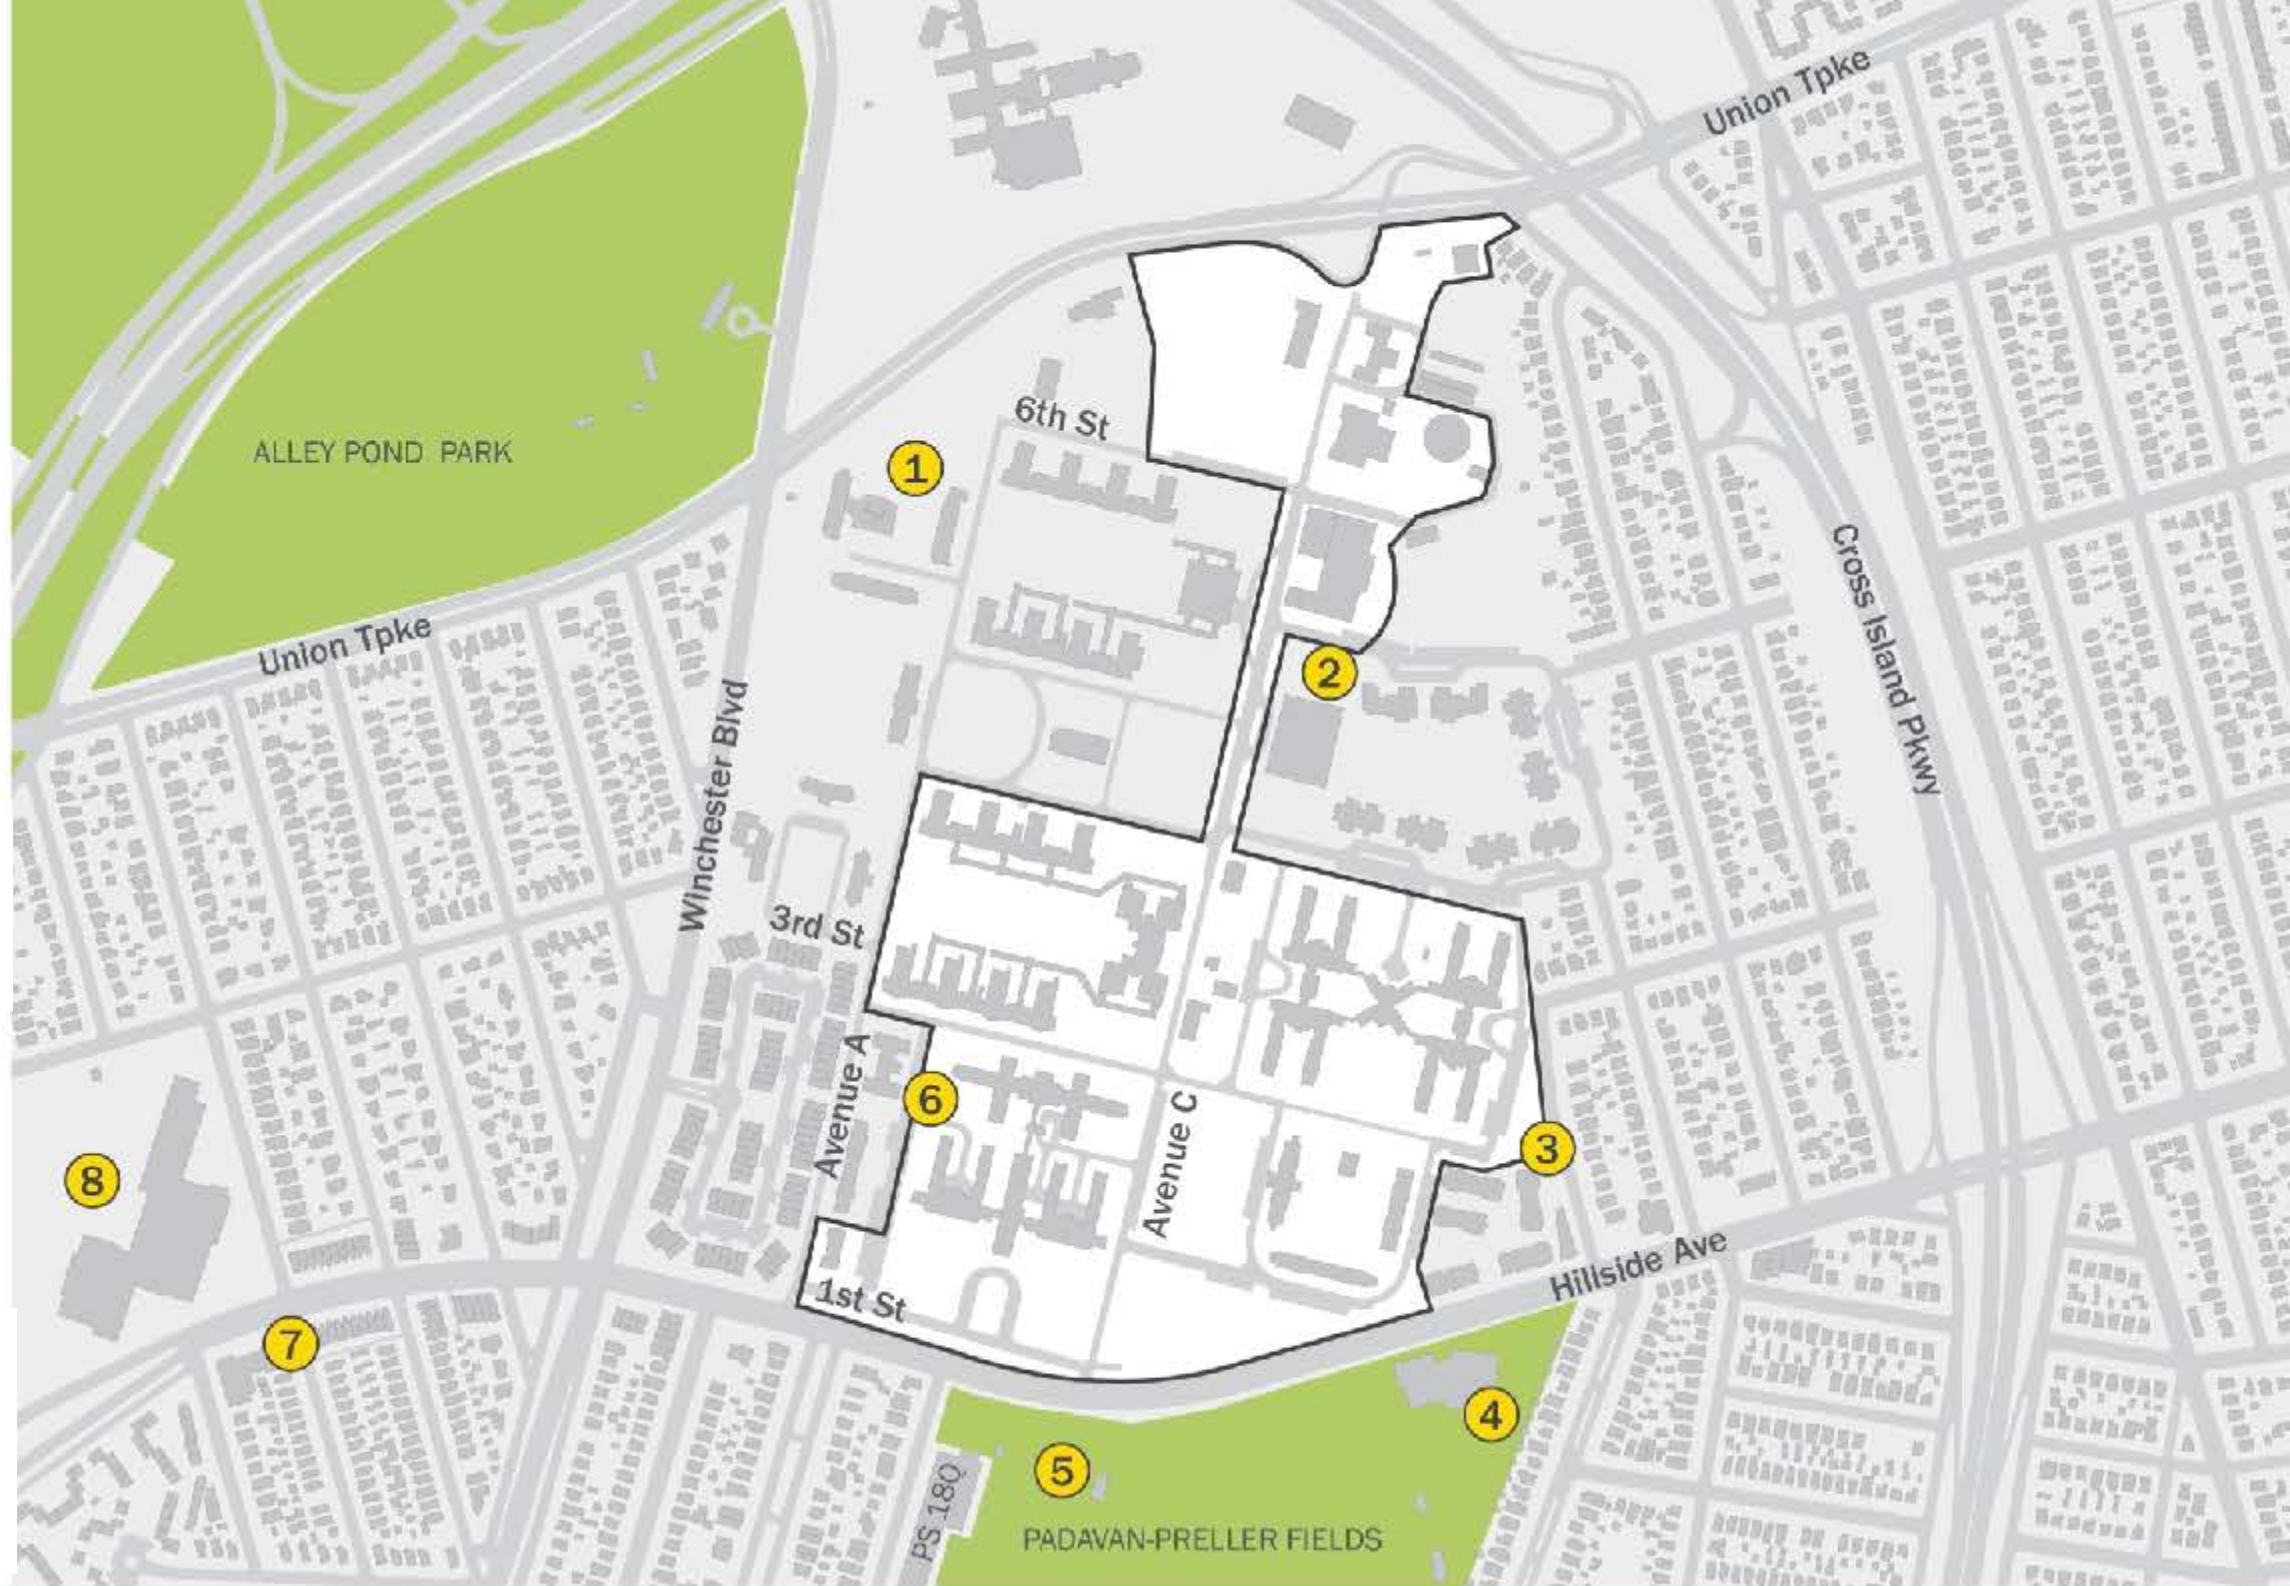 Union Tpke
6th St
ALLEY POND PARK
1
Cross Island Pkwy
Union Tpke
2
Winchester Blvd
3rd St
Avenue A
6
Avenue C
3
8
Hillside Ave
1st St
7
4
5
PS 18Q
PADAVAN-PRELLER FIELDS